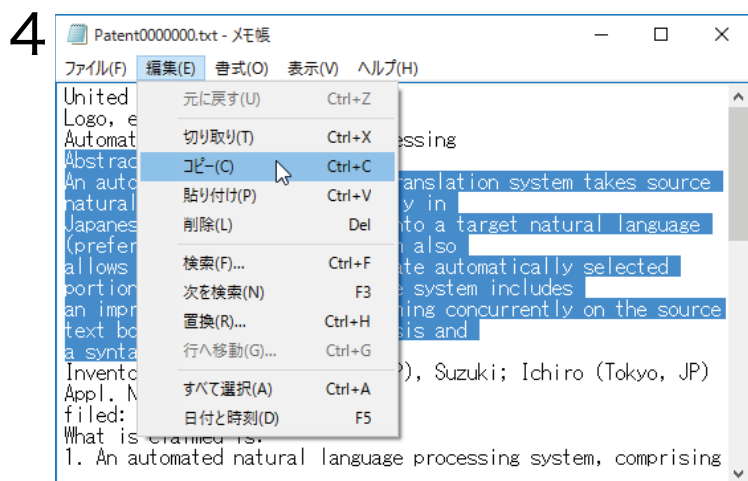 4
Patent0000000.txt - メモ帳
ファイル(F) 編集(E) 書式(O) 表示(V) ヘルプ(H)
元に戻す(U) Ctrl+Z
切り取り(T) Ctrl+X
コピー(C) Ctrl+C
貼り付け(P) Ctrl+V
削除(L) Del
検索(F)... Ctrl+F
次を検索(N) F3
置換(R)... Ctrl+H
行へ移動(G)... Ctrl+G
すべて選択(A) Ctrl+A
日付と時刻(D) F5
United
Logo, e
Automat essing
Abstrac
An auto ranslation system takes source
natural y in
Japanes nto a target natural language
(prefer also
allows ate automatically selected
portion system includes
an impr ing concurrently on the source
text bo sis and
a synta
Invento ), Suzuki; Ichiro (Tokyo, JP)
Appl. N
filed:
What is claimed is:
1. An automated natural language processing system, comprising